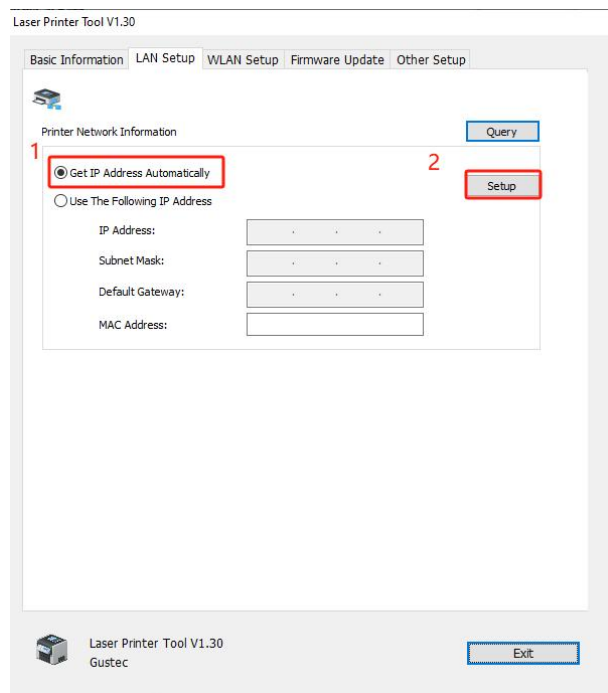 Laser Printer Tool V1.30
Basic Information LAN Setup WLAN Setup Firmware Update Other Setup
Printer Network Information Query
1
Get IP Address Automatically
2
Setup
Use The Following IP Address
IP Address:
Subnet Mask:
Default Gateway:
MAC Address:
Laser Printer Tool V1.30
Gustec
Exit